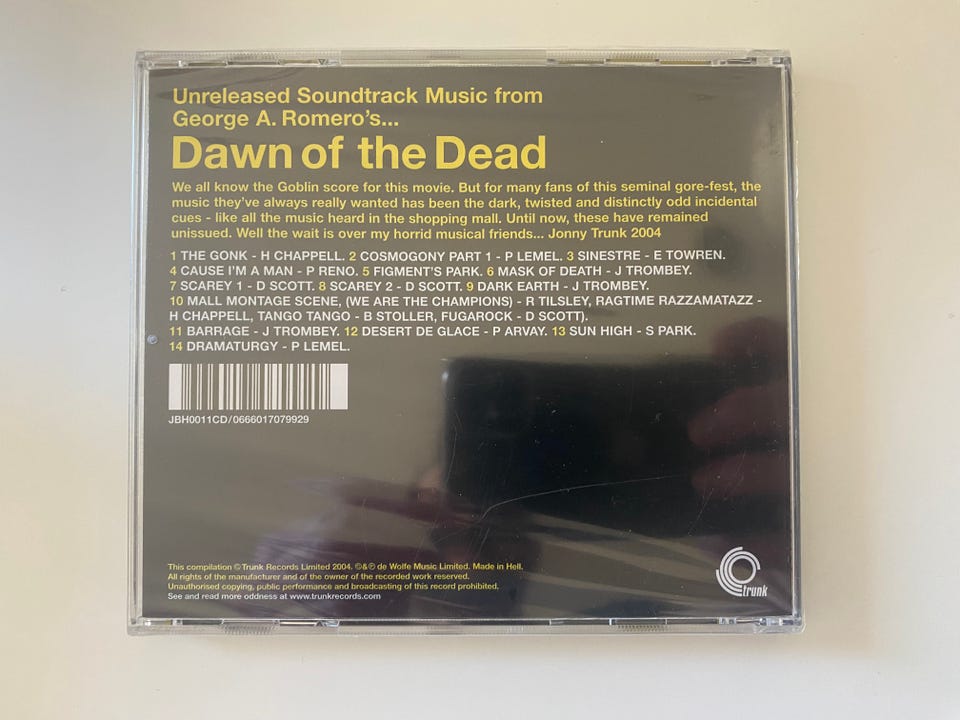 Unreleased Soundtrack Music from
George A. Romero's...
Dawn of the Dead
We all know the Goblin score for this movie. But for many fans of this seminal gore-fest, the
music they've always really wanted has been the dark, twisted and distinctly odd incidental
cues - like all the music heard in the shopping mall. Until now, these have remained
unissued. Well the wait is over my horrid musical friends... Jonny Trunk 2004
1 THE GONK - H CHAPPELL. 2 COSMOGONY PART 1 - P LEMEL. 3 SINESTRE - E TOWREN.
4 CAUSE I'M A MAN - P RENO. 5 FIGMENT'S PARK. 6 MASK OF DEATH - J TROMBEY.
7 SCAREY 1 - D SCOTT. 8 SCAREY 2 - D SCOTT. 9 DARK EARTH - J TROMBEY.
10 MALL MONTAGE SCENE, (WE ARE THE CHAMPIONS) - R TILSLEY, RAGTIME RAZZAMATAZZ -
H CHAPPELL, TANGO TANGO - B STOLLER, FUGAROCK - D SCOTT).
11 BARRAGE - J TROMBEY. 12 DESERT DE GLACE - P ARVAY. 13 SUN HIGH - S PARK.
14 DRAMATURGY - P LEMEL.
JBH0011CD/0666017079929
This compilation © Trunk Records Limited 2004. ©&℗ de Wolfe Music Limited. Made in Hell.
All rights of the manufacturer and of the owner of the recorded work reserved.
Unauthorised copying, public performance and broadcasting of this record prohibited.
See and read more oddness at www.trunkrecords.com
trunk